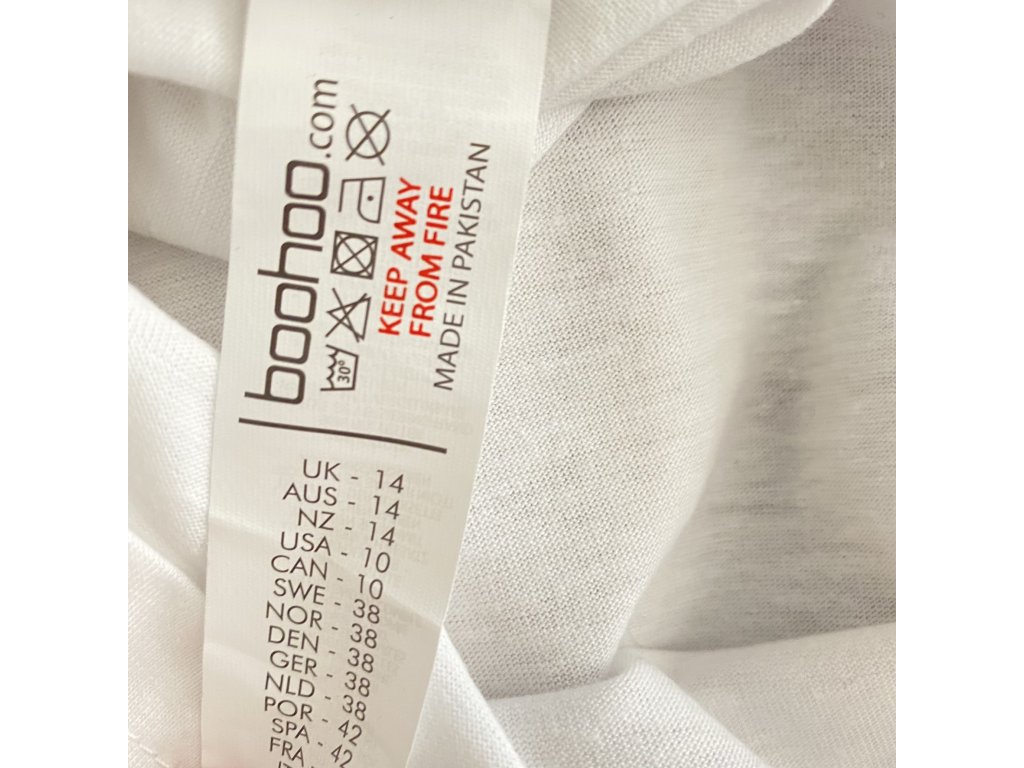 boohoo.com
30°
KEEP AWAY
FROM FIRE
MADE IN PAKISTAN
UK - 14
AUS - 14
NZ - 14
USA - 10
CAN - 10
SWE - 38
NOR - 38
DEN - 38
GER - 38
NLD - 38
POR - 42
SPA - 42
FRA